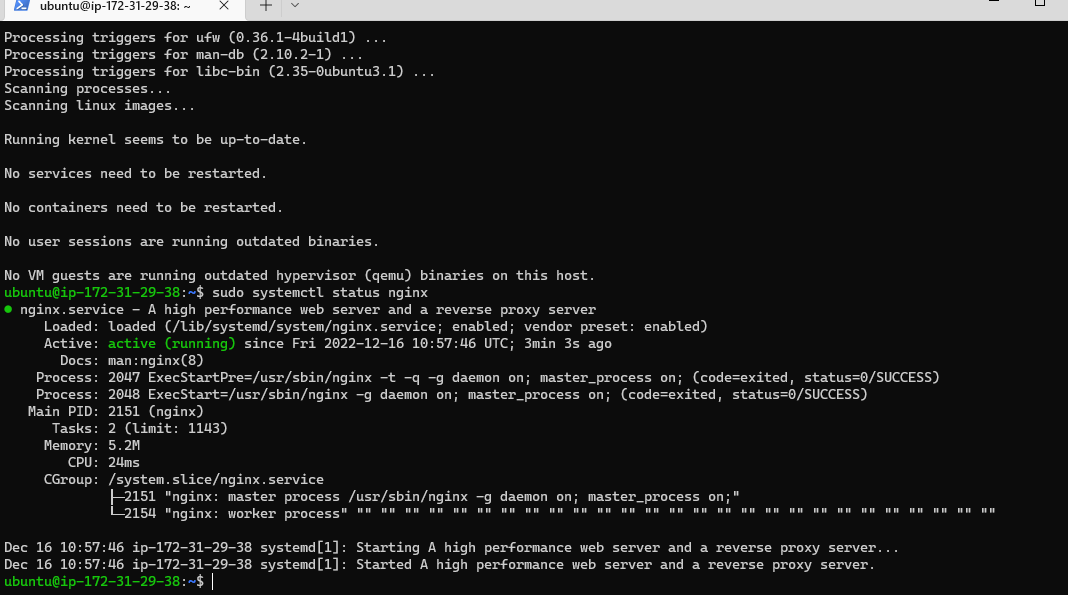 ubuntu@ip-172-31-29-38: ~
Processing triggers for ufw (0.36.1-4build1) ...
Processing triggers for man-db (2.10.2-1) ...
Processing triggers for libc-bin (2.35-0ubuntu3.1) ...
Scanning processes...
Scanning linux images...
Running kernel seems to be up-to-date.
No services need to be restarted.
No containers need to be restarted.
No user sessions are running outdated binaries.
No VM guests are running outdated hypervisor (qemu) binaries on this host.
ubuntu@ip-172-31-29-38:~$ sudo systemctl status nginx
● nginx.service - A high performance web server and a reverse proxy server
Loaded: loaded (/lib/systemd/system/nginx.service; enabled; vendor preset: enabled)
Active: active (running) since Fri 2022-12-16 10:57:46 UTC; 3min 3s ago
Docs: man:nginx(8)
Process: 2047 ExecStartPre=/usr/sbin/nginx -t -q -g daemon on; master_process on; (code=exited, status=0/SUCCESS)
Process: 2048 ExecStart=/usr/sbin/nginx -g daemon on; master_process on; (code=exited, status=0/SUCCESS)
Main PID: 2151 (nginx)
Tasks: 2 (limit: 1143)
Memory: 5.2M
CPU: 24ms
CGroup: /system.slice/nginx.service
├─2151 "nginx: master process /usr/sbin/nginx -g daemon on; master_process on;"
└─2154 "nginx: worker process" "" "" "" "" "" "" "" "" "" "" "" "" "" "" "" "" "" "" "" "" "" "" "" "" "" "" ""
Dec 16 10:57:46 ip-172-31-29-38 systemd[1]: Starting A high performance web server and a reverse proxy server...
Dec 16 10:57:46 ip-172-31-29-38 systemd[1]: Started A high performance web server and a reverse proxy server.
ubuntu@ip-172-31-29-38:~$